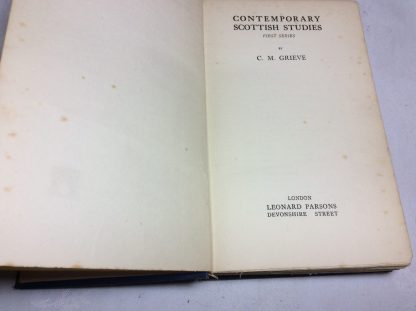 CONTEMPORARY
SCOTTISH STUDIES
FIRST SERIES
BY
C. M. GRIEVE
LONDON
LEONARD PARSONS
DEVONSHIRE STREET